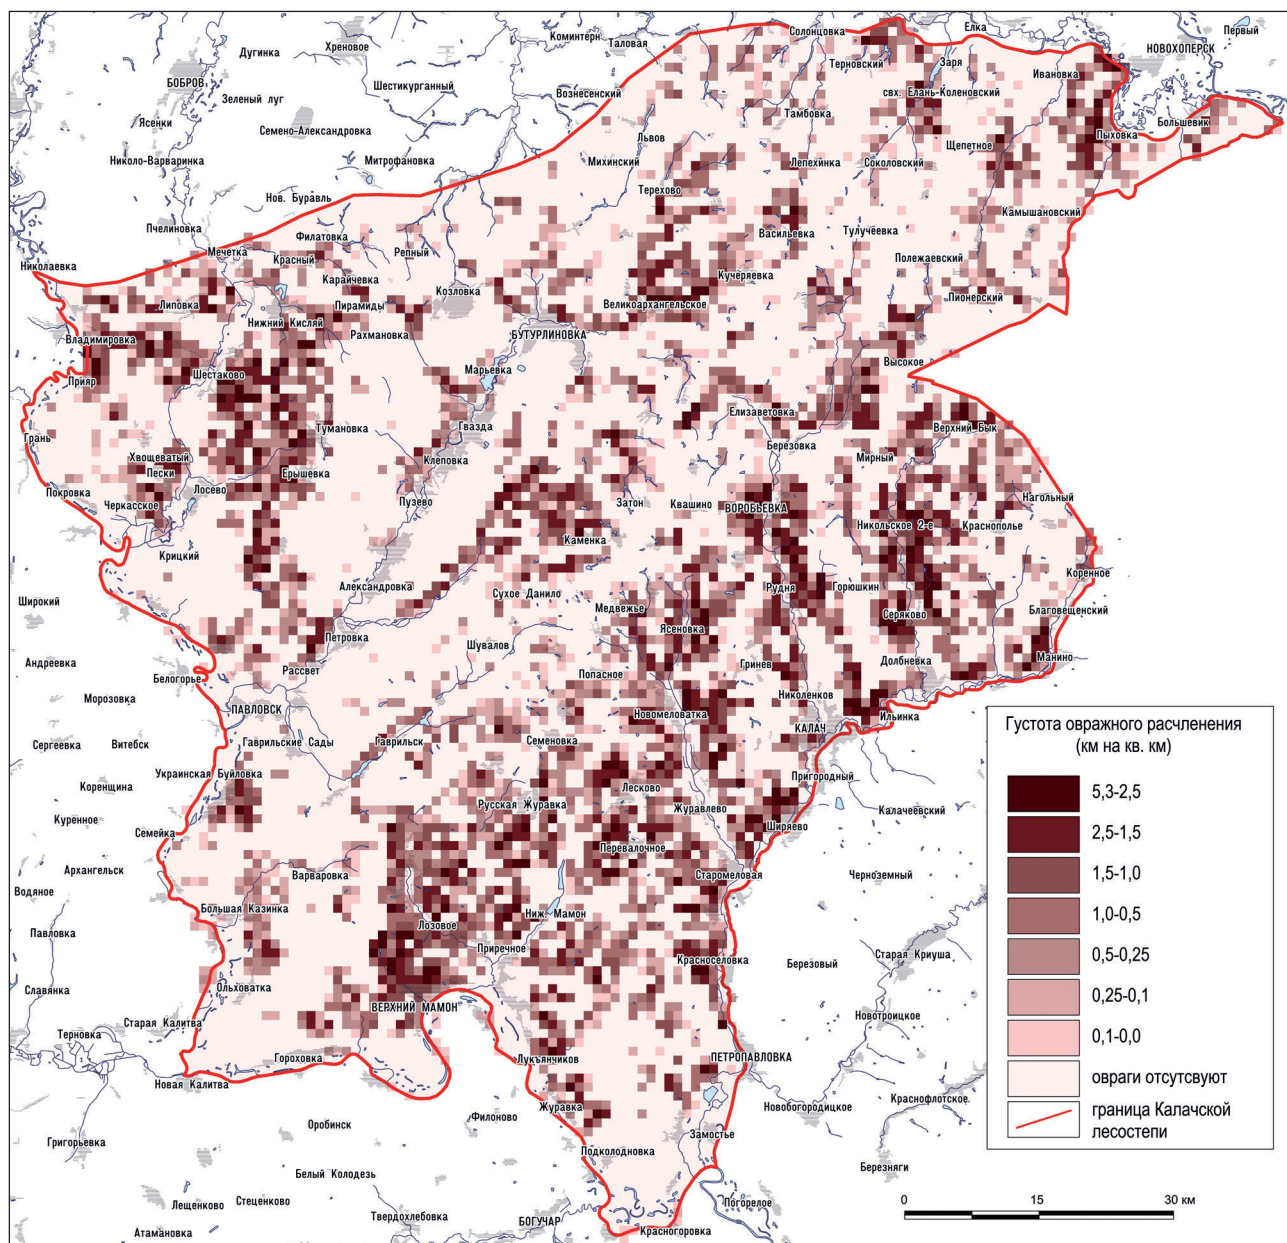 Первый
Елка
Коминтерн
Солонцовка
Хреновое
Таловая
НОВОХОПЕРСК
Дугинка
Заря
Терновский
Ивановка
БОБРОВ
Шестикурганный
Вознесенский
свх. Елань-Коленовский
Зеленый луг
Тамбовка
Ясенки
Большевик
Семено-Александровка
Львов
Пыховка
Щепетное
Николо-Варваринка
Митрофановка
Михинский
Лепехинка
Соколовский
Терехово
Нов. Буравль
Камышановский
Пчелиновка
Филатовка
Васильевка
Тулучёевка
Мечетка
Красный
Репный
Полежаевский
Николаевка
Карайчевка
Кучеряевка
Козловка
Пионерский
Липовка
Пирамиды
Великоархангельское
Нижний Кисляй
Рахмановка
БУТУРЛИНОВКА
Владимировка
Высокое
Марьевка
Шестаково
Прияр
Елизаветовка
Гвазда
Тумановка
Верхний Бык
Грань
Березовка
Хвощеватый
Мирный
Клеповка
Пески
Ерышевка
Лосево
Покровка
Нагольный
Пузево
Затон
Квашино
Черкасское
ВОРОБЬЕВКА
Никольское 2-е
Краснополье
Каменка
Крицкий
Коренное
Александровка
Рудня
Горюшкин
Сухое Данило
Широкий
Медвежье
Благовещенский
Серяково
Ясеновка
Петровка
Шувалов
Манино
Андреевка
Долбневка
Гринев
Рассвет
Попасное
Белогорье
Николенков
Морозовка
ПАВЛОВСК
Новомеловатка
Ильинка
КАЛАЧ
Сергеевка
Витебск
Гаврильские Сады
Гаврильск
Семеновка
Украинская Буйловка
Пригородный
Коренщина
Лесково
Русская Журавка
Журавлево
Калачеевский
Куренное
Ширяево
Семейка
Перевалочное
Архангельск
Варваровка
Старомеловая
Черноземный
Водяное
Большая Казинка
Ниж. Мамон
Лозовое
Павловка
Приречное
Старая Криуша
Красноселовка
Березовый
Ольховатка
Славянка
ВЕРХНИЙ МАМОН
Новотроицкое
Старая Калитва
Терновка
Гороховка
Лукъянчиков
ПЕТРОПАВЛОВКА
Новая Калитва
Краснофлотское
Журавка
Новобогородицкое
Филоново
Оробинск
Замостье
Григорьевка
Подколодновка
Березняги
Белый Колодезь
Лещенково
Стеценково
Погорелое
Твердохлебовка
БОГУЧАР
Атамановка
Красногоровка
Густота овражного расчленения
(км на кв. км)
5,3-2,5
2,5-1,5
1,5-1,0
1,0-0,5
0,5-0,25
0,25-0,1
0,1-0,0
овраги отсутсвуют
граница Калачской
лесостепи
0 15 30 км